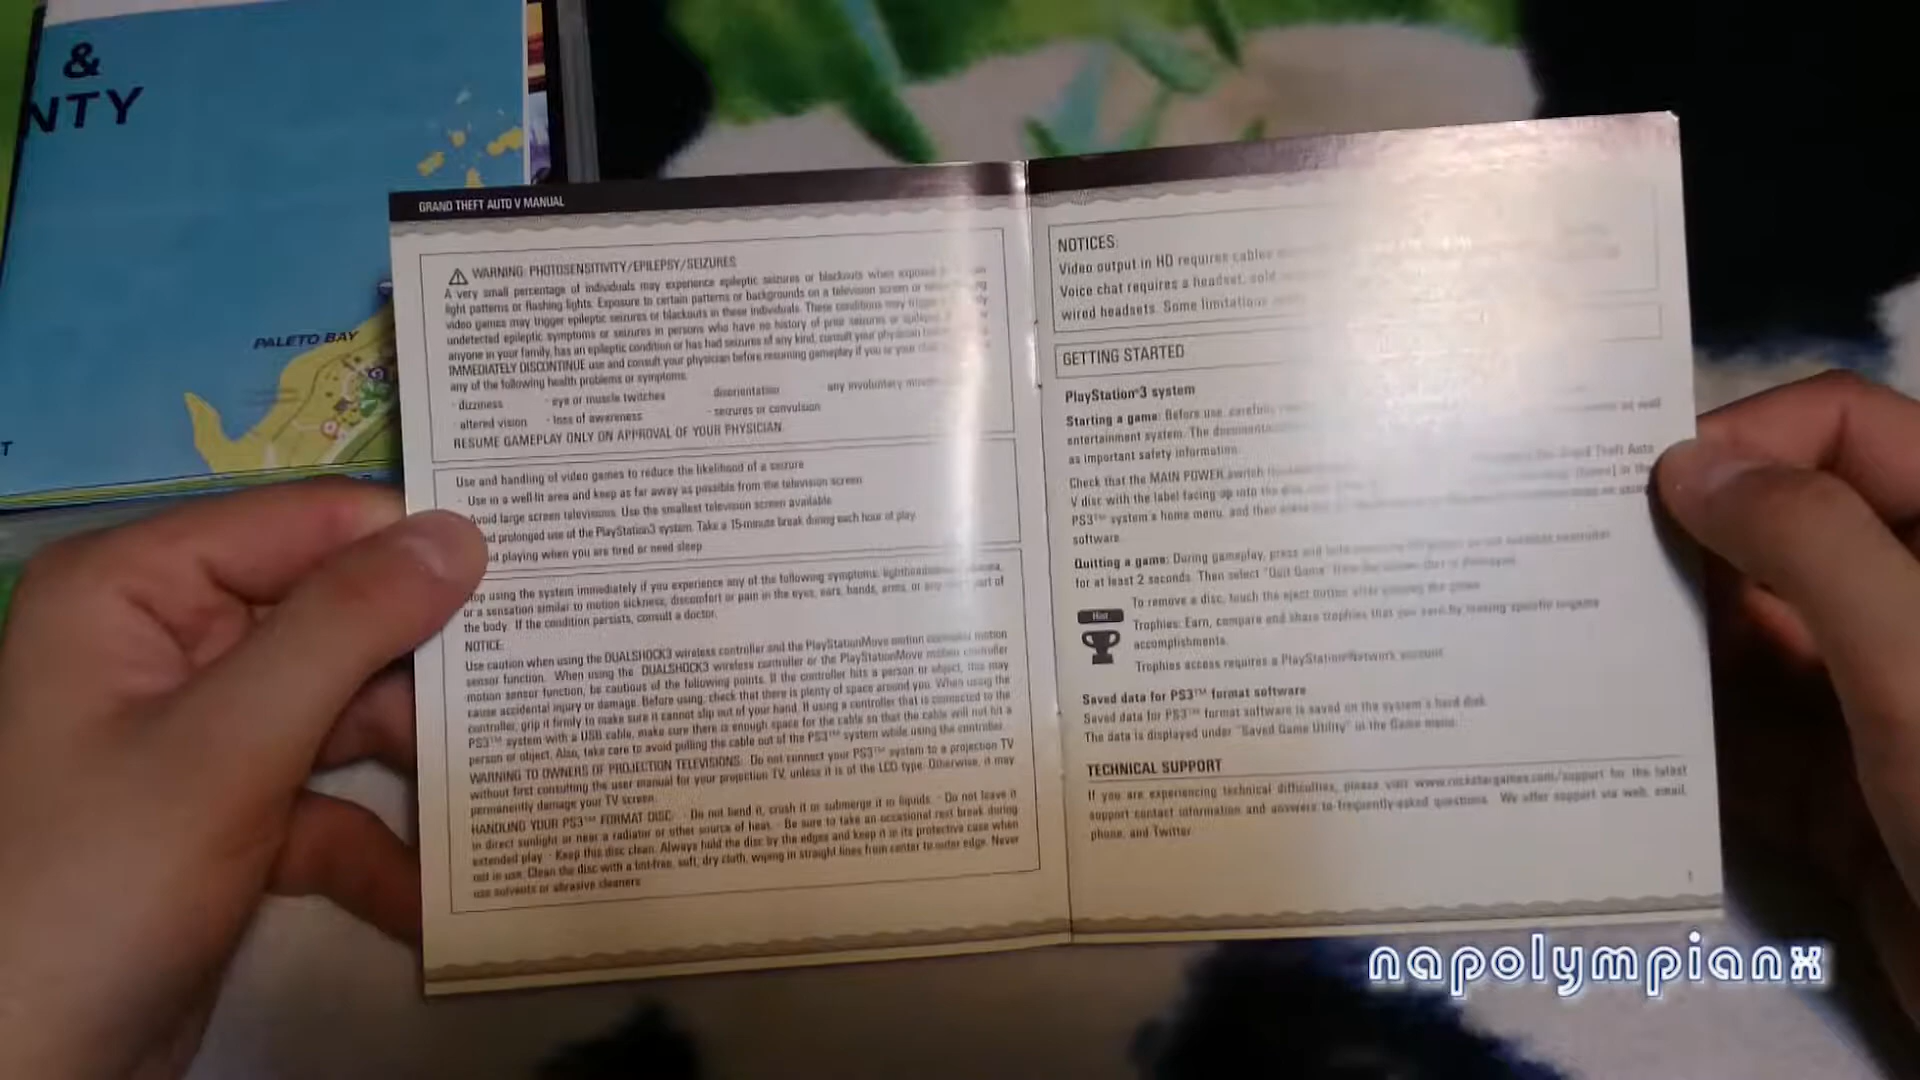 &
NTY
PALETO BAY
T
GRAND THEFT AUTO V MANUAL
WARNING: PHOTOSENSITIVITY/EPILEPSY/SEIZURES
A very small percentage of individuals may experience epileptic seizures or blackouts when exposed
light patterns or flashing lights. Exposure to certain patterns or backgrounds on a television screen or
video games may trigger epileptic seizures or blackouts in these individuals. These conditions may trigger
undetected epileptic symptoms or seizures in persons who have no history of prior seizures or epilepsy
anyone in your family, has an epileptic condition or has had seizures of any kind, consult your physician
IMMEDIATELY DISCONTINUE use and consult your physician before resuming gameplay if you or your
any of the following health problems or symptoms:
· dizziness · eye or muscle twitches · disorientation any involuntary
· altered vision · loss of awareness · seizures or convulsion
RESUME GAMEPLAY ONLY ON APPROVAL OF YOUR PHYSICIAN.
Use and handling of video games to reduce the likelihood of a seizure
· Use in a well-lit area and keep as far away as possible from the television screen
Avoid large screen televisions. Use the smallest television screen available
prolonged use of the PlayStation3 system. Take a 15-minute break during each hour of play
playing when you are tired or need sleep
top using the system immediately if you experience any of the following symptoms:
or a sensation similar to motion sickness, discomfort or pain in the eyes, ears, hands, arms, or part of
the body. If the condition persists, consult a doctor.
NOTICE:
Use caution when using the DUALSHOCK3 wireless controller and the PlayStationMove motion controller motion
sensor function. When using the DUALSHOCK3 wireless controller or the PlayStationMove motion controller
motion sensor function, be cautious of the following points. If the controller hits a person or object, this may
cause accidental injury or damage. Before using, check that there is plenty of space around you. When using the
controller, grip it firmly to make sure it cannot slip out of your hand. If using a controller that is connected to the
PS3™ system with a USB cable, make sure there is enough space for the cable so that the cable will not hit a
person or object. Also, take care to avoid pulling the cable out of the PS3™ system while using the controller.
WARNING TO OWNERS OF PROJECTION TELEVISIONS: Do not connect your PS3™ system to a projection TV
without first consulting the user manual for your projection TV, unless it is of the LCD type. Otherwise, it may
permanently damage your TV screen.
HANDLING YOUR PS3™ FORMAT DISC: · Do not bend it, crush it or submerge it in liquids. · Do not leave it
in direct sunlight or near a radiator or other source of heat. · Be sure to take an occasional rest break during
extended play · Keep this disc clean. Always hold the disc by the edges and keep it in its protective case when
not in use. Clean the disc with a lint-free, soft, dry cloth, wiping in straight lines from center to outer edge. Never
use solvents or abrasive cleaners
NOTICES:
Video output in HD requires cables
Voice chat requires a headset, sold
wired headsets. Some limitations
GETTING STARTED
PlayStation®3 system
Starting a game: Before use, carefully
entertainment system. The as well
as important safety information.
Check that the MAIN POWER switch Grand Theft Auto
V disc with the label facing up into the
PS3™ system's home menu, and then
software.
Quitting a game: During gameplay, press and controller
for at least 2 seconds. Then select "Quit Game"
Hint
To remove a disc, touch the eject button after quitting the game.
Trophies: Earn, compare and share trophies that you earn by making specific in-game
accomplishments.
Trophies access requires a PlayStation®Network account
Saved data for PS3™ format software
Saved data for PS3™ format software is saved on the system's hard disk.
The data is displayed under "Saved Game Utility" in the Game menu.
TECHNICAL SUPPORT
If you are experiencing technical difficulties, please visit www.rockstargames.com/support for the latest
support contact information and answers to frequently-asked questions. We offer support via web, email,
phone, and Twitter
1
napolympianx